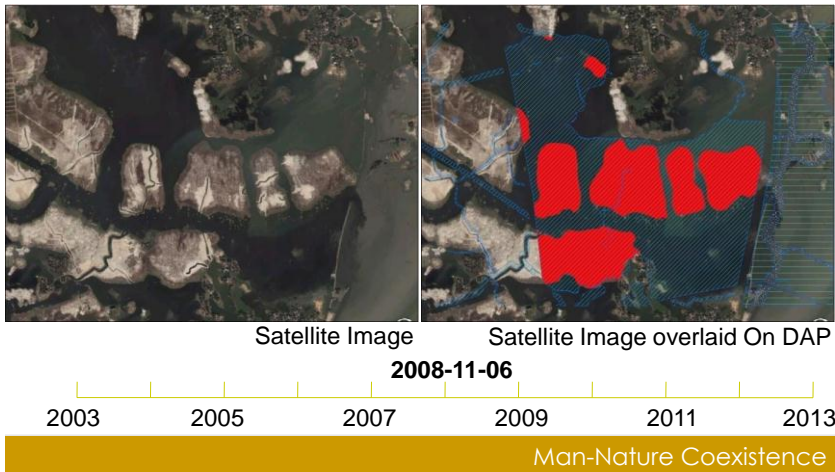 Satellite Image
Satellite Image overlaid On DAP
2008-11-06
2003 2005 2007 2009 2011 2013
Man-Nature Coexistence